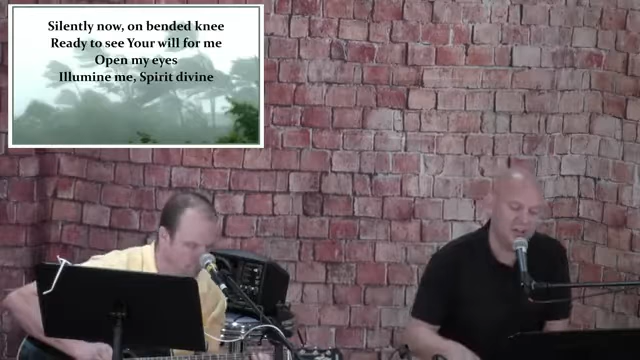 Silently now, on bended knee
Ready to see Your will for me
Open my eyes
Illumine me, Spirit divine